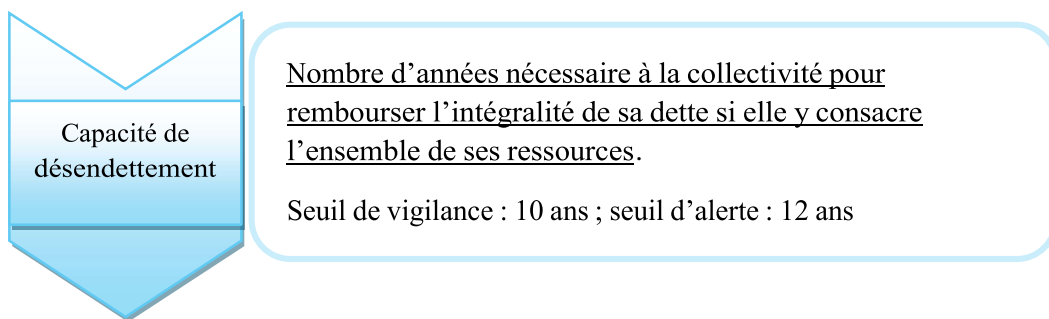 Capacité de
désendettement
Nombre d’années nécessaire à la collectivité pour
rembourser l’intégralité de sa dette si elle y consacre
l’ensemble de ses ressources.
Seuil de vigilance : 10 ans ; seuil d’alerte : 12 ans